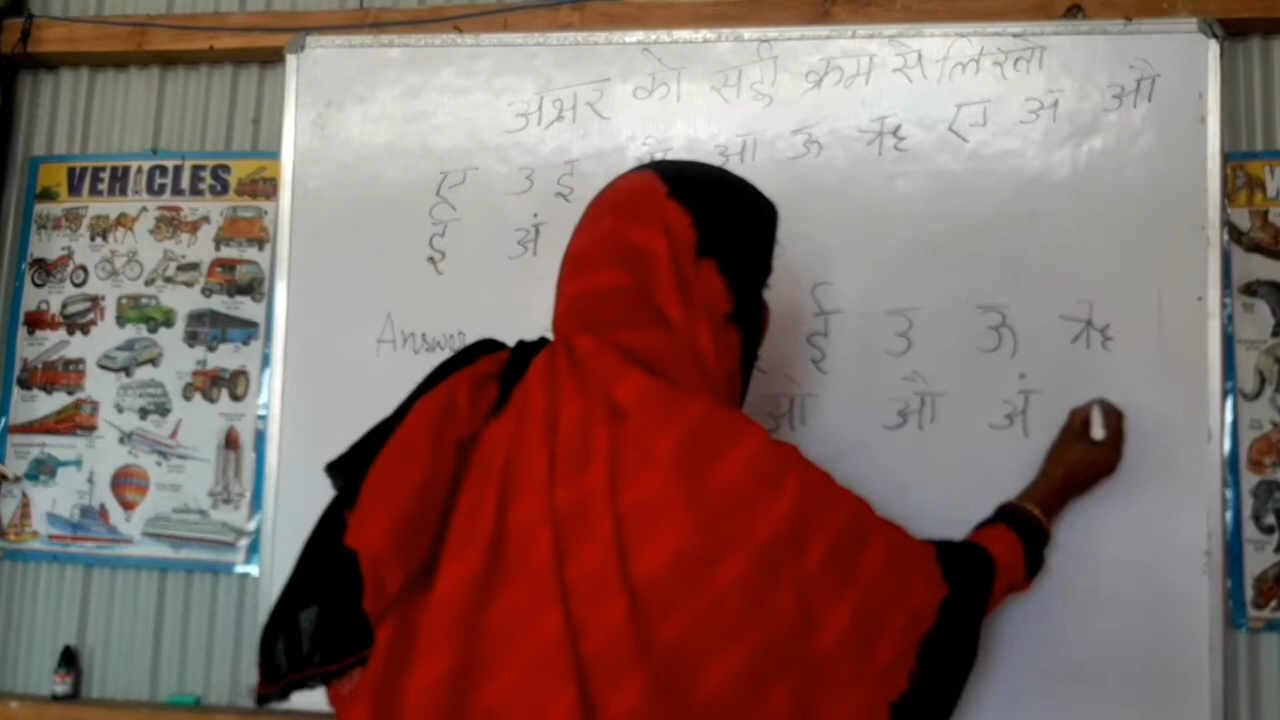 VEHICLES
अक्षर को सही क्रम से लिखो
ए उ इ आ ऊ ऋ ए अं औ
ई अं
Answer ई उ ऊ ऋ
ओ औ अं